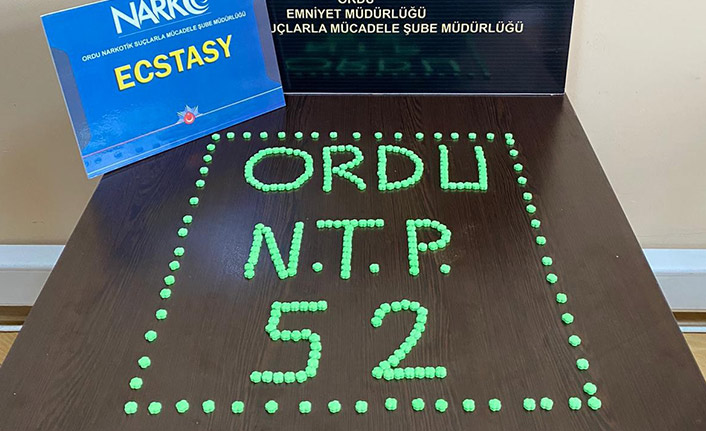 NARKO
ORDU NARKOTİK SUÇLARLA MÜCADELE ŞUBE MÜDÜRLÜĞÜ
ECSTASY
ORDU
EMNİYET MÜDÜRLÜĞÜ
SUÇLARLA MÜCADELE ŞUBE MÜDÜRLÜĞÜ
ORDU
N.T.P.
52